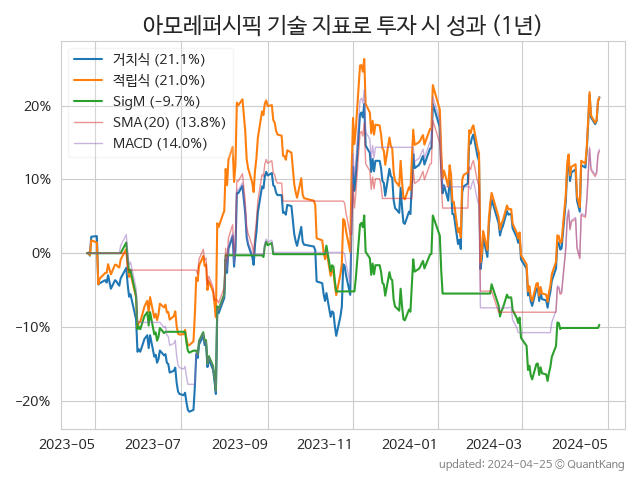 아모레퍼시픽 기술 지표로 투자 시 성과 (1년)
거치식 (21.1%)
적립식 (21.0%)
SigM (−9.7%)
SMA(20) (13.8%)
MACD (14.0%)
20%
10%
0%
−10%
−20%
2023-05 2023-07 2023-09 2023-11 2024-01 2024-03 2024-05
updated: 2024-04-25 © QuantKang